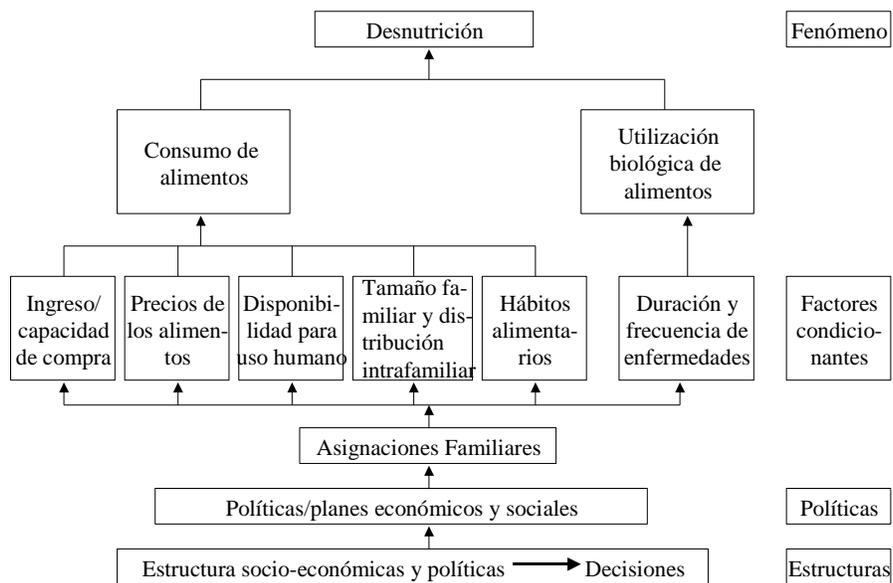 Desnutrición
Fenómeno
Consumo de
alimentos
Utilización
biológica de
alimentos
Ingreso/
capacidad
de compra
Precios de
los alimen-
tos
Disponibi-
lidad para
uso humano
Tamaño fa-
miliar y dis-
tribución
intrafamiliar
Hábitos
alimenta-
rios
Duración y
frecuencia de
enfermedades
Factores
condicio-
nantes
Asignaciones Familiares
Políticas/planes económicos y sociales
Políticas
Estructura socio-económicas y políticas
Decisiones
Estructuras